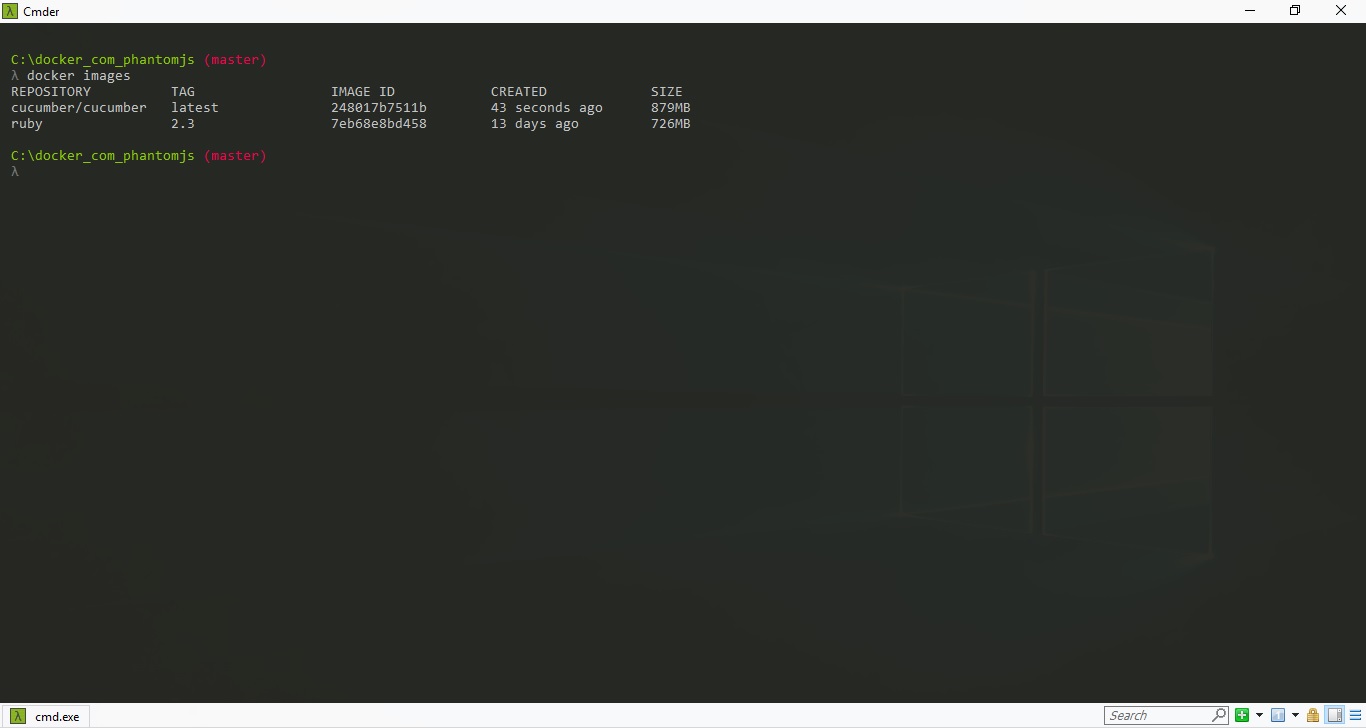 Cmder
C:\docker_com_phantomjs (master)
λ docker images
REPOSITORY TAG IMAGE ID CREATED SIZE
cucumber/cucumber latest 248017b7511b 43 seconds ago 879MB
ruby 2.3 7eb68e8bd458 13 days ago 726MB
C:\docker_com_phantomjs (master)
λ
cmd.exe Search